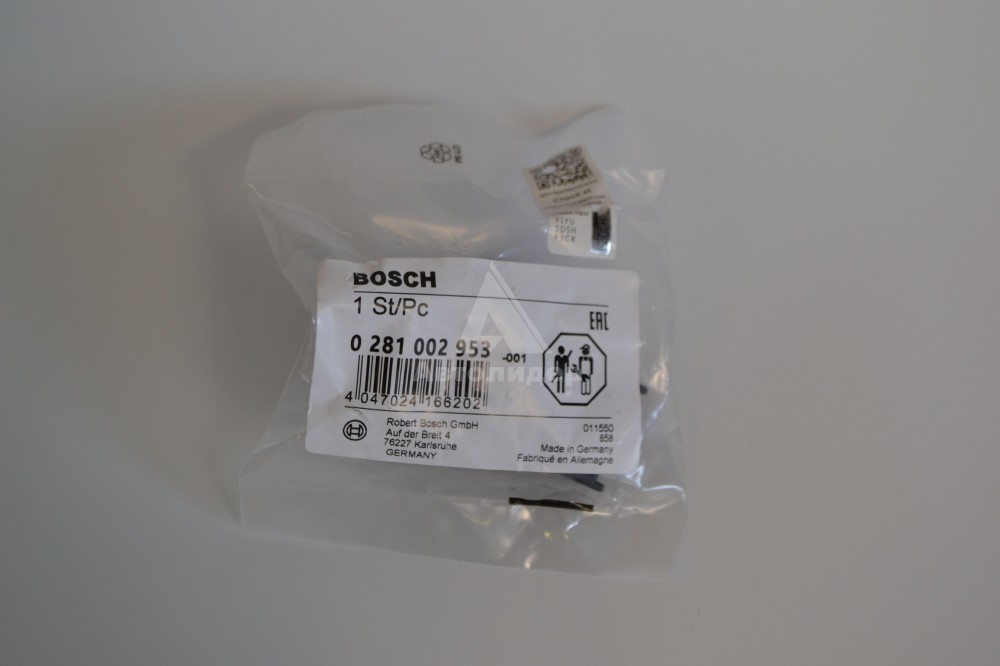 BOSCH
1 St/Pc
EAC
0 281 002 953
-001
Автолидер
4 047024 166202
Robert Bosch GmbH
Auf der Breit 4
76227 Karlsruhe
GERMANY
011550
858
Made in Germany
Fabriqué en Allemagne